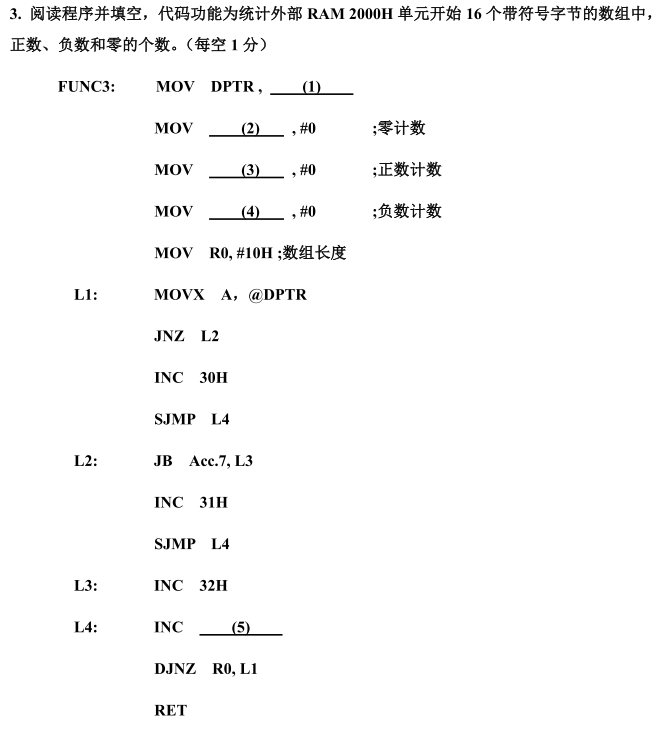 3. 阅读程序并填空，代码功能为统计外部 RAM 2000H 单元开始 16 个带符号字节的数组中，
正数、负数和零的个数。（每空 1 分）
FUNC3: MOV DPTR , (1)
MOV (2) , #0 ;零计数
MOV (3) , #0 ;正数计数
MOV (4) , #0 ;负数计数
MOV R0, #10H ;数组长度
L1: MOVX A，@DPTR
JNZ L2
INC 30H
SJMP L4
L2: JB Acc.7, L3
INC 31H
SJMP L4
L3: INC 32H
L4: INC (5)
DJNZ R0, L1
RET